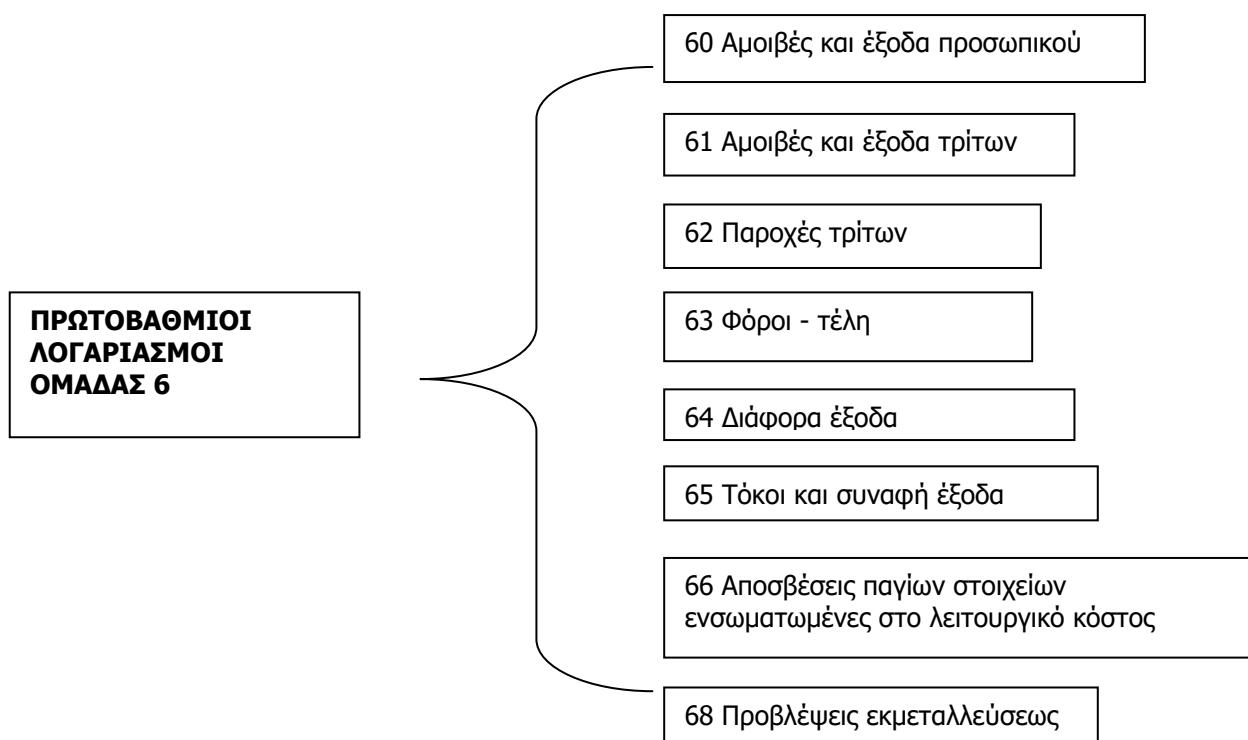 60 Αμοιβές και έξοδα προσωπικού
61 Αμοιβές και έξοδα τρίτων
62 Παροχές τρίτων
63 Φόροι - τέλη
ΠΡΩΤΟΒΑΘΜΙΟΙ
ΛΟΓΑΡΙΑΣΜΟΙ
ΟΜΑΔΑΣ 6
64 Διάφορα έξοδα
65 Τόκοι και συναφή έξοδα
66 Αποσβέσεις παγίων στοιχείων
ενσωματωμένες στο λειτουργικό κόστος
68 Προβλέψεις εκμεταλλεύσεως